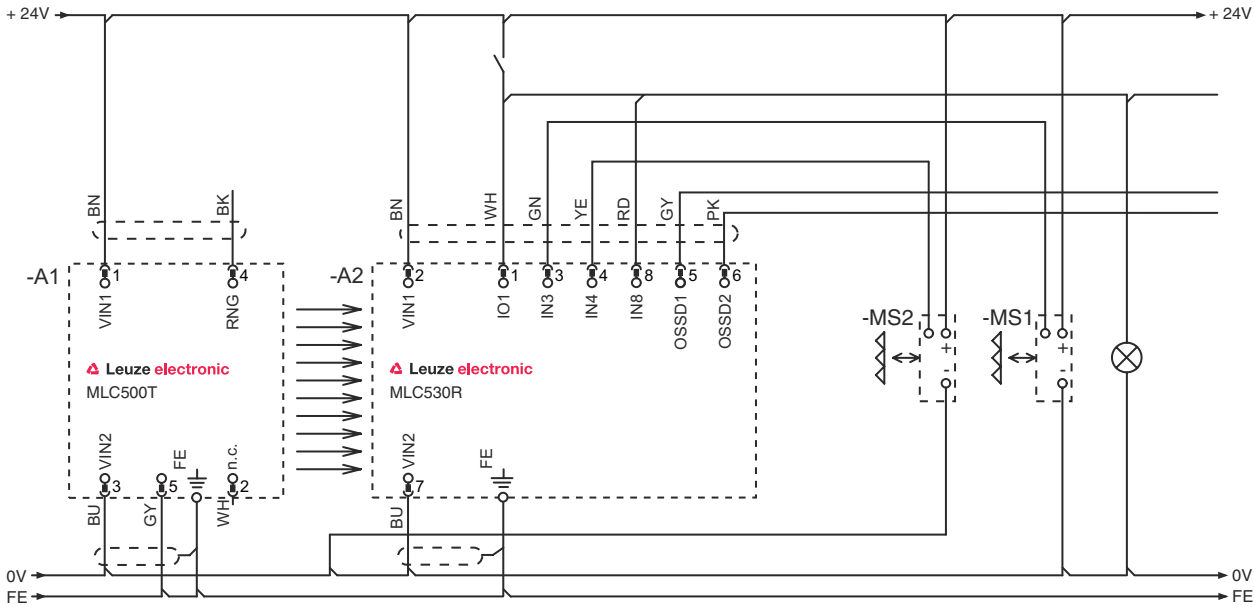 + 24V
+ 24V
BN
BK
BN
WH
GN
YE
RD
GY
PK
-A1
1
4
-A2
2
1
3
4
8
5
6
VIN1
RNG
VIN1
IO1
IN3
IN4
IN8
OSSD1
OSSD2
-MS2
-MS1
+
-
+
-
Leuze electronic
MLC500T
Leuze electronic
MLC530R
VIN2
FE
n.c.
VIN2
FE
3
5
2
7
BU
GY
WH
BU
0V
0V
FE
FE